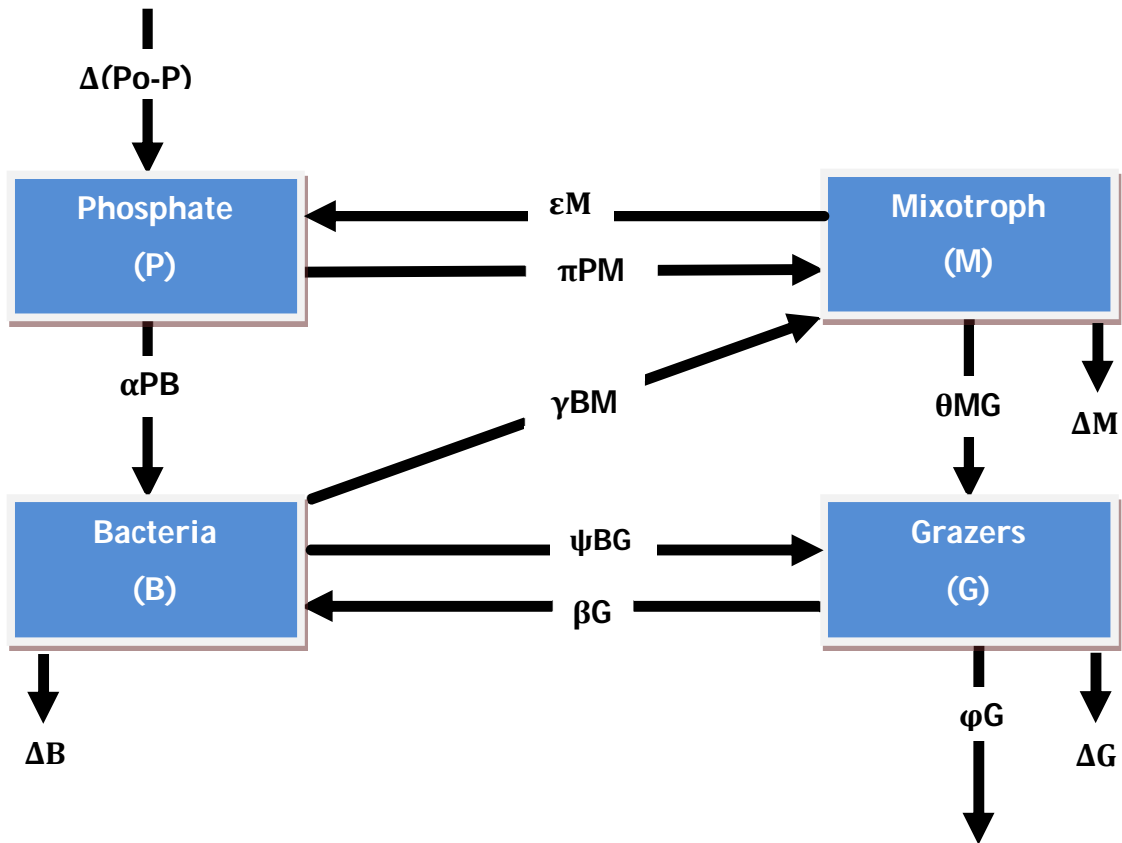 Δ(Po-P)
Phosphate
(P)
εM
πPM
Mixotroph
(M)
αPB
γBM
θMG
ΔM
Bacteria
(B)
ψBG
βG
Grazers
(G)
ΔB
φG
ΔG